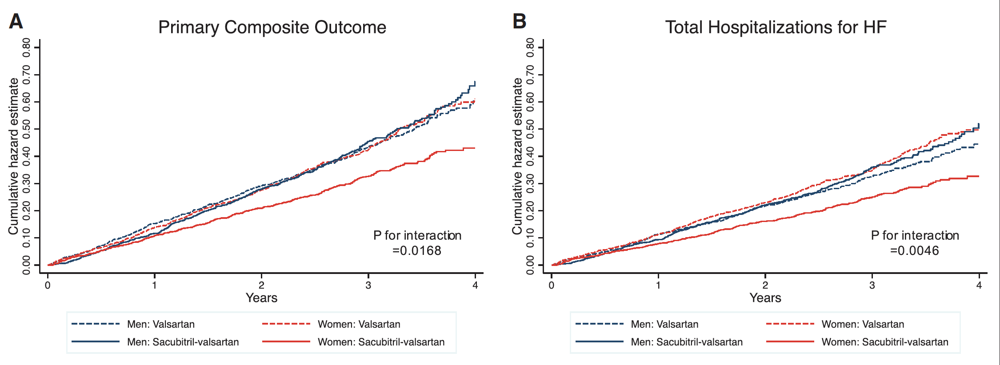 A
Primary Composite Outcome
Cumulative hazard estimate
0.80
0.70
0.60
0.50
0.40
0.30
0.20
0.10
0.00
P for interaction
=0.0168
0 1 2 3 4
Years
Men: Valsartan Women: Valsartan
Men: Sacubitril-valsartan Women: Sacubitril-valsartan
B
Total Hospitalizations for HF
Cumulative hazard estimate
0.80
0.70
0.60
0.50
0.40
0.30
0.20
0.10
0.00
P for interaction
=0.0046
0 1 2 3 4
Years
Men: Valsartan Women: Valsartan
Men: Sacubitril-valsartan Women: Sacubitril-valsartan